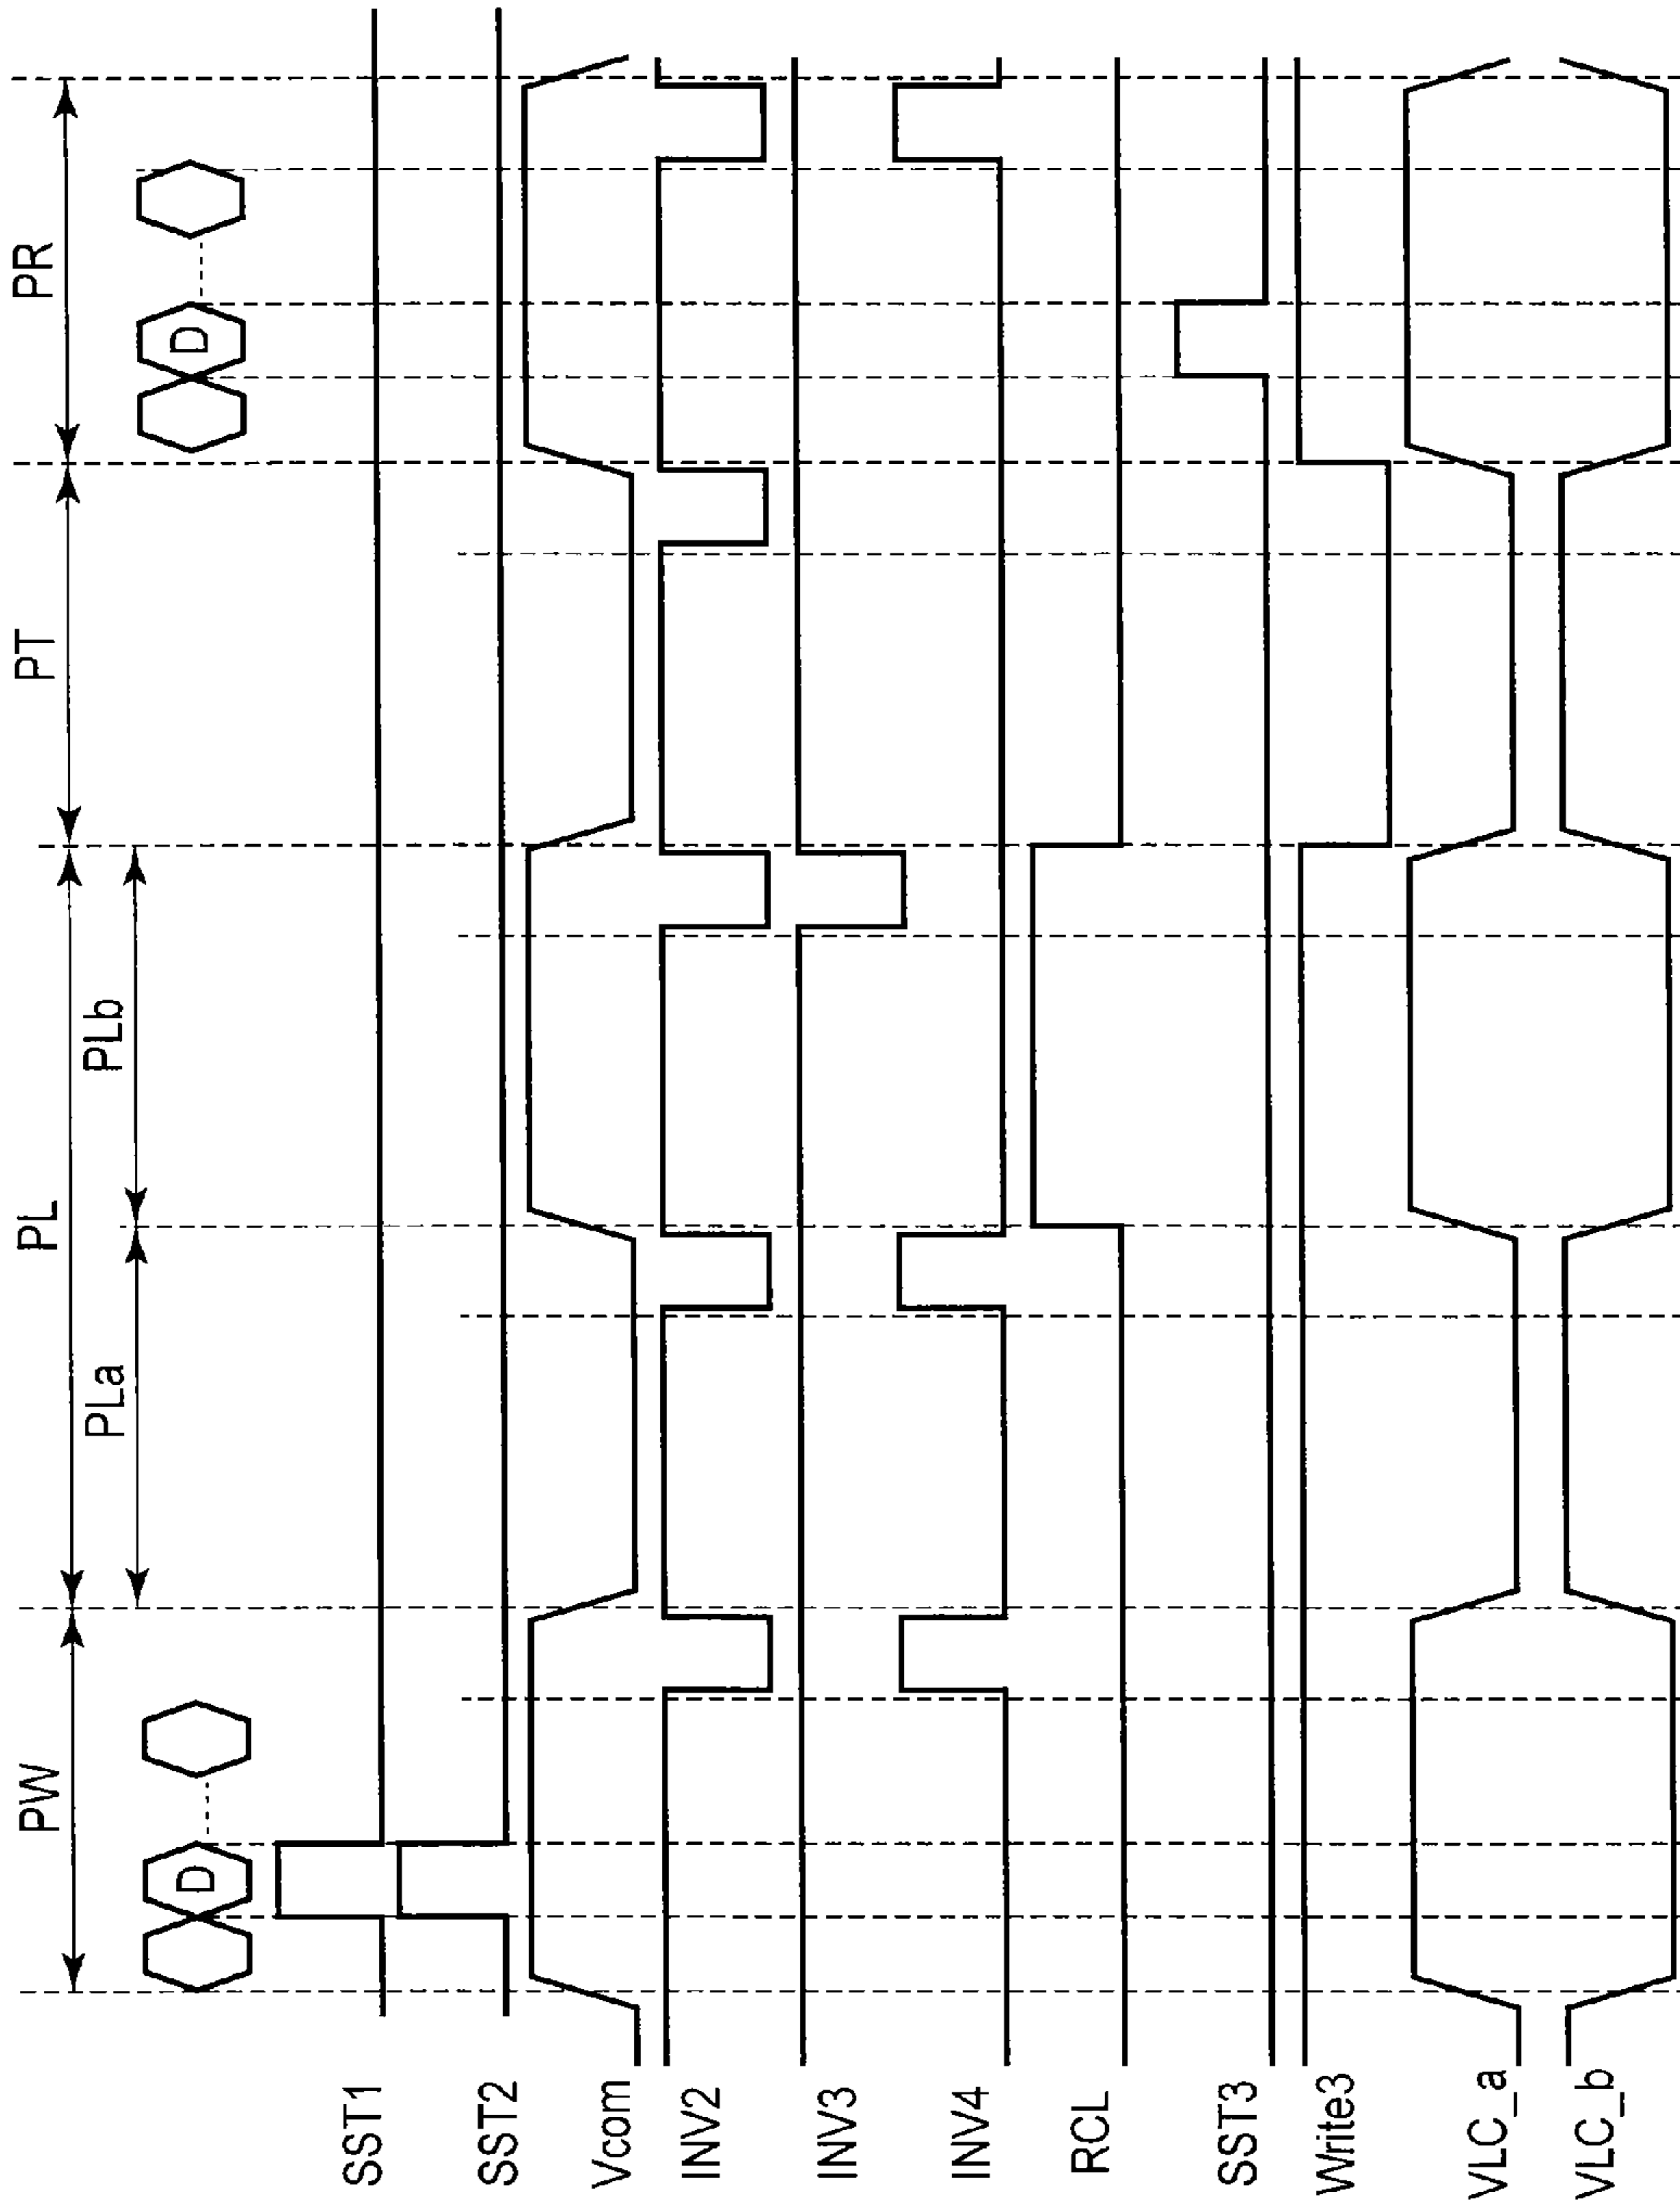 PW PL PT PR
PLa PLb
D D
SST1
SST2
Vcom
INV2
INV3
INV4
RCL
SST3
Write3
VLC_a
VLC_b